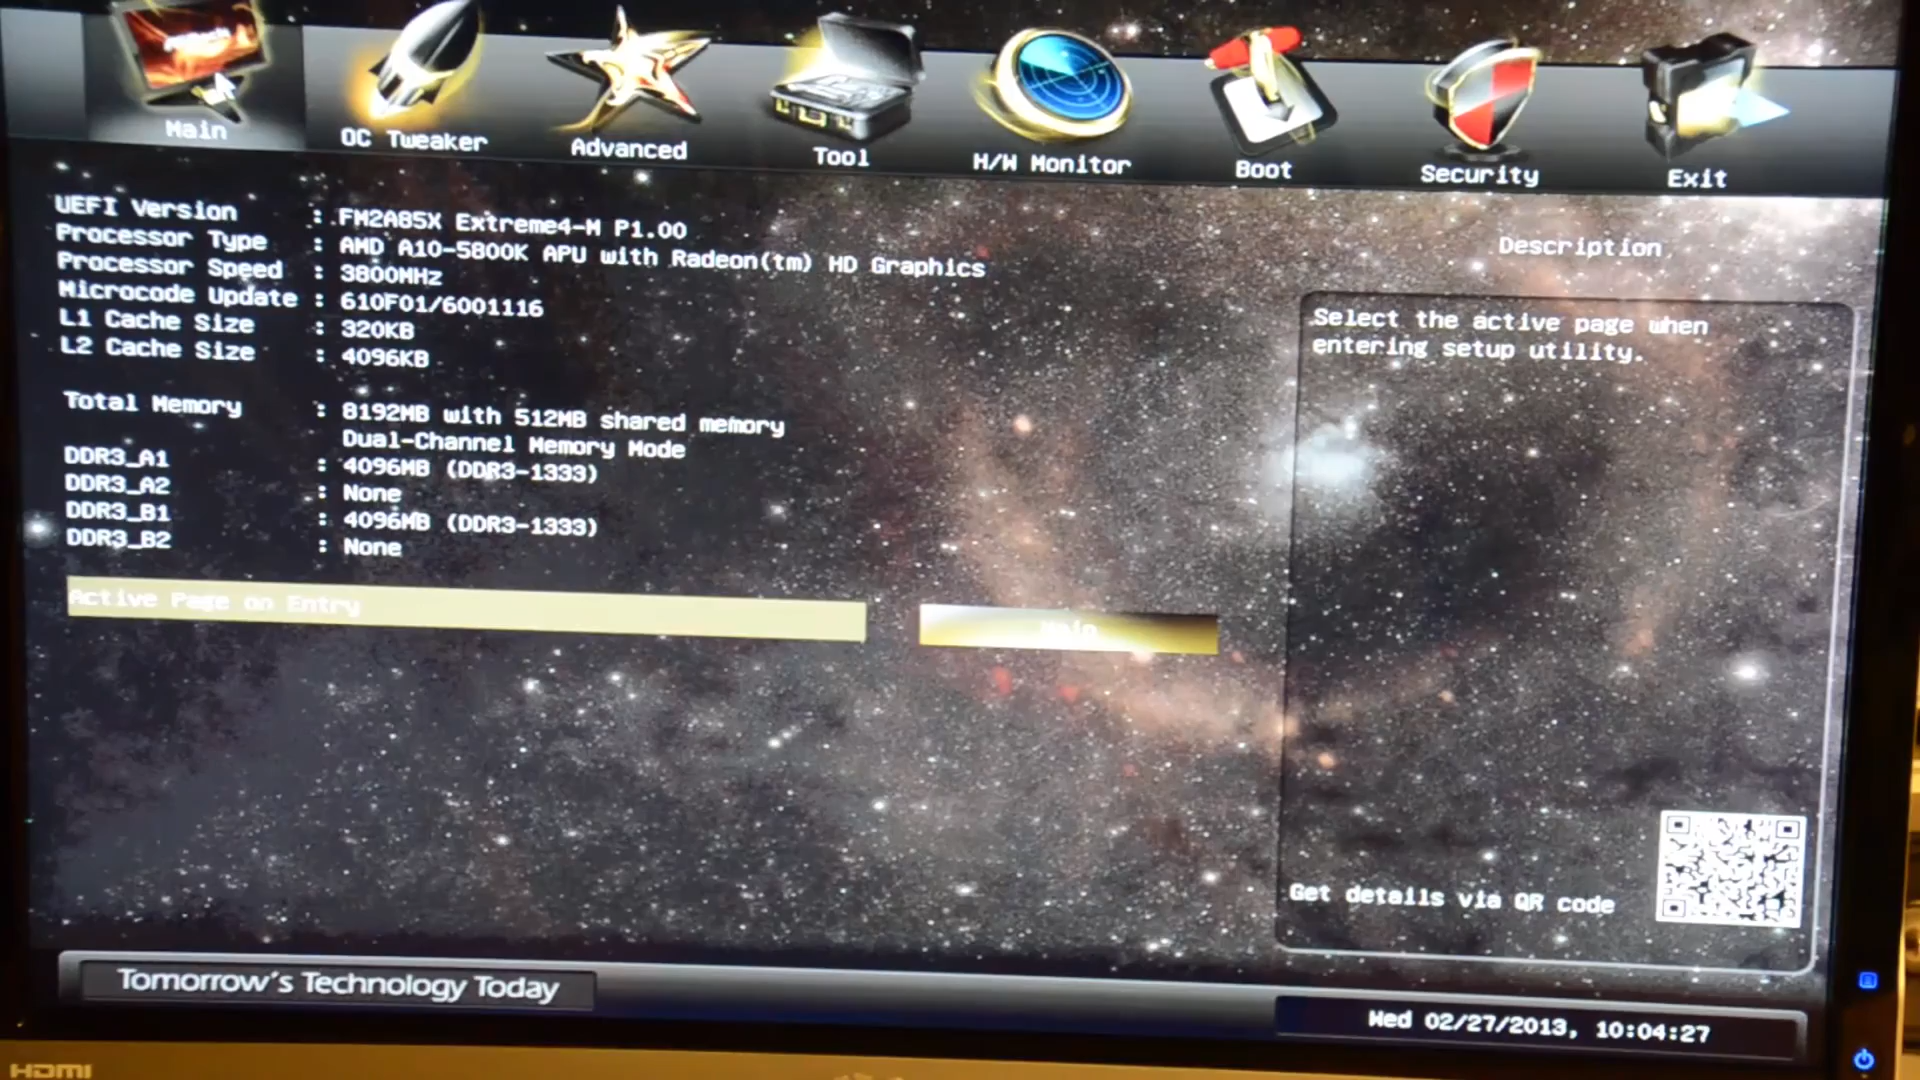 Main
OC Tweaker
Advanced
Tool
H/W Monitor
Boot
Security
Exit
UEFI Version : FM2A85X Extreme4-M P1.00
Processor Type : AMD A10-5800K APU with Radeon(tm) HD Graphics
Processor Speed : 3800MHz
Microcode Update : 610F01/6001116
L1 Cache Size : 320KB
L2 Cache Size : 4096KB
Total Memory : 8192MB with 512MB shared memory
Dual-Channel Memory Mode
DDR3_A1 : 4096MB (DDR3-1333)
DDR3_A2 : None
DDR3_B1 : 4096MB (DDR3-1333)
DDR3_B2 : None
Active Page on Entry
Main
Description
Select the active page when
entering setup utility.
Get details via QR code
Tomorrow's Technology Today
Wed 02/27/2013, 10:04:27
HDMI